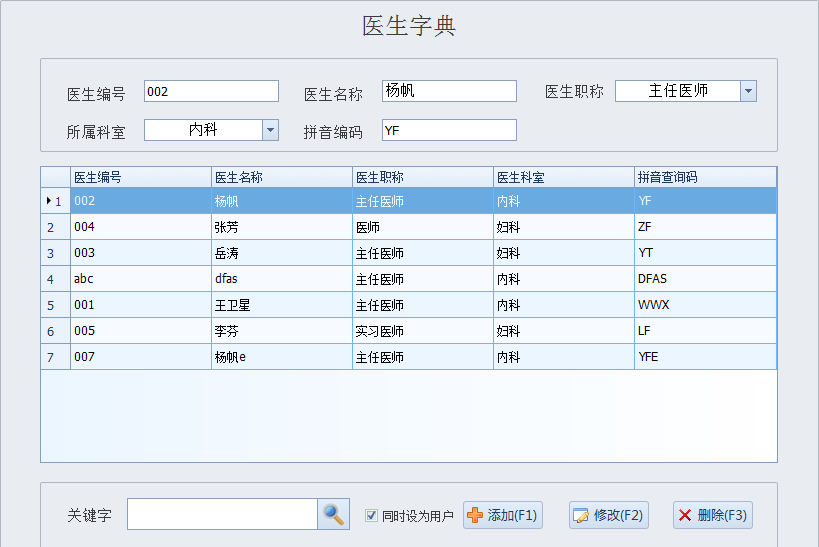 医生字典
医生编号 002 医生名称 杨帆 医生职称 主任医师
所属科室 内科 拼音编码 YF
医生编号 医生名称 医生职称 医生科室 拼音查询码
1 002 杨帆 主任医师 内科 YF
2 004 张芳 医师 妇科 ZF
3 003 岳涛 主任医师 妇科 YT
4 abc dfas 主任医师 内科 DFAS
5 001 王卫星 主任医师 内科 WWX
6 005 李芬 实习医师 妇科 LF
7 007 杨帆e 主任医师 内科 YFE
关键字 同时设为用户 添加(F1) 修改(F2) 删除(F3)